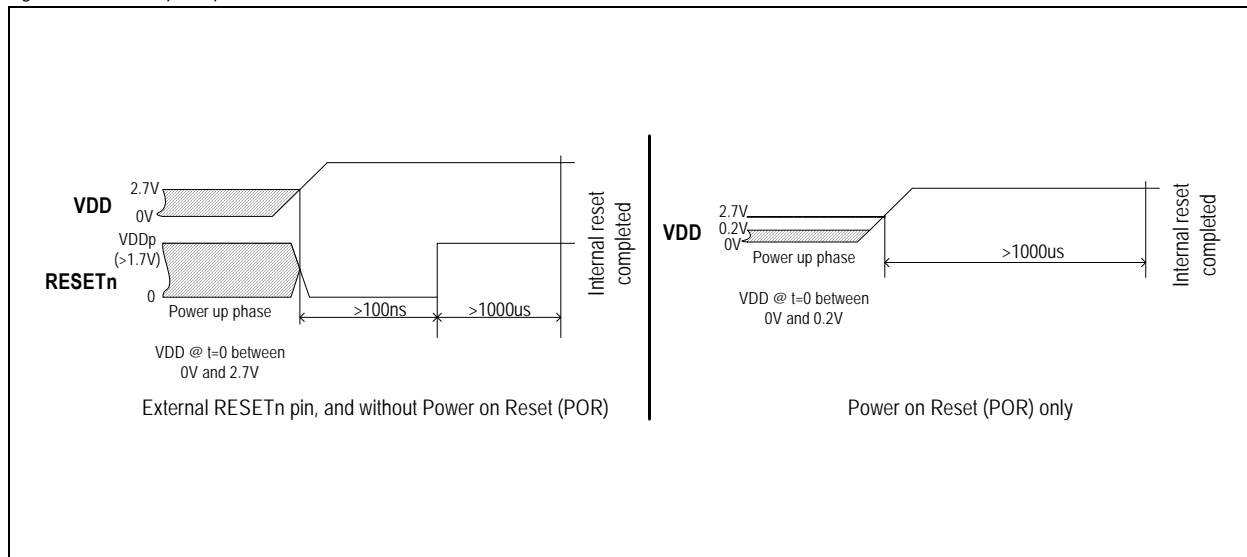 2.7V
VDD
0V
VDDp
(>1.7V)
RESETn
0
Power up phase
>100ns
>1000us
VDD @ t=0 between
0V and 2.7V
Internal reset
completed
External RESETn pin, and without Power on Reset (POR)
2.7V
0.2V
VDD
0V
Power up phase
>1000us
VDD @ t=0 between
0V and 0.2V
Internal reset
completed
Power on Reset (POR) only